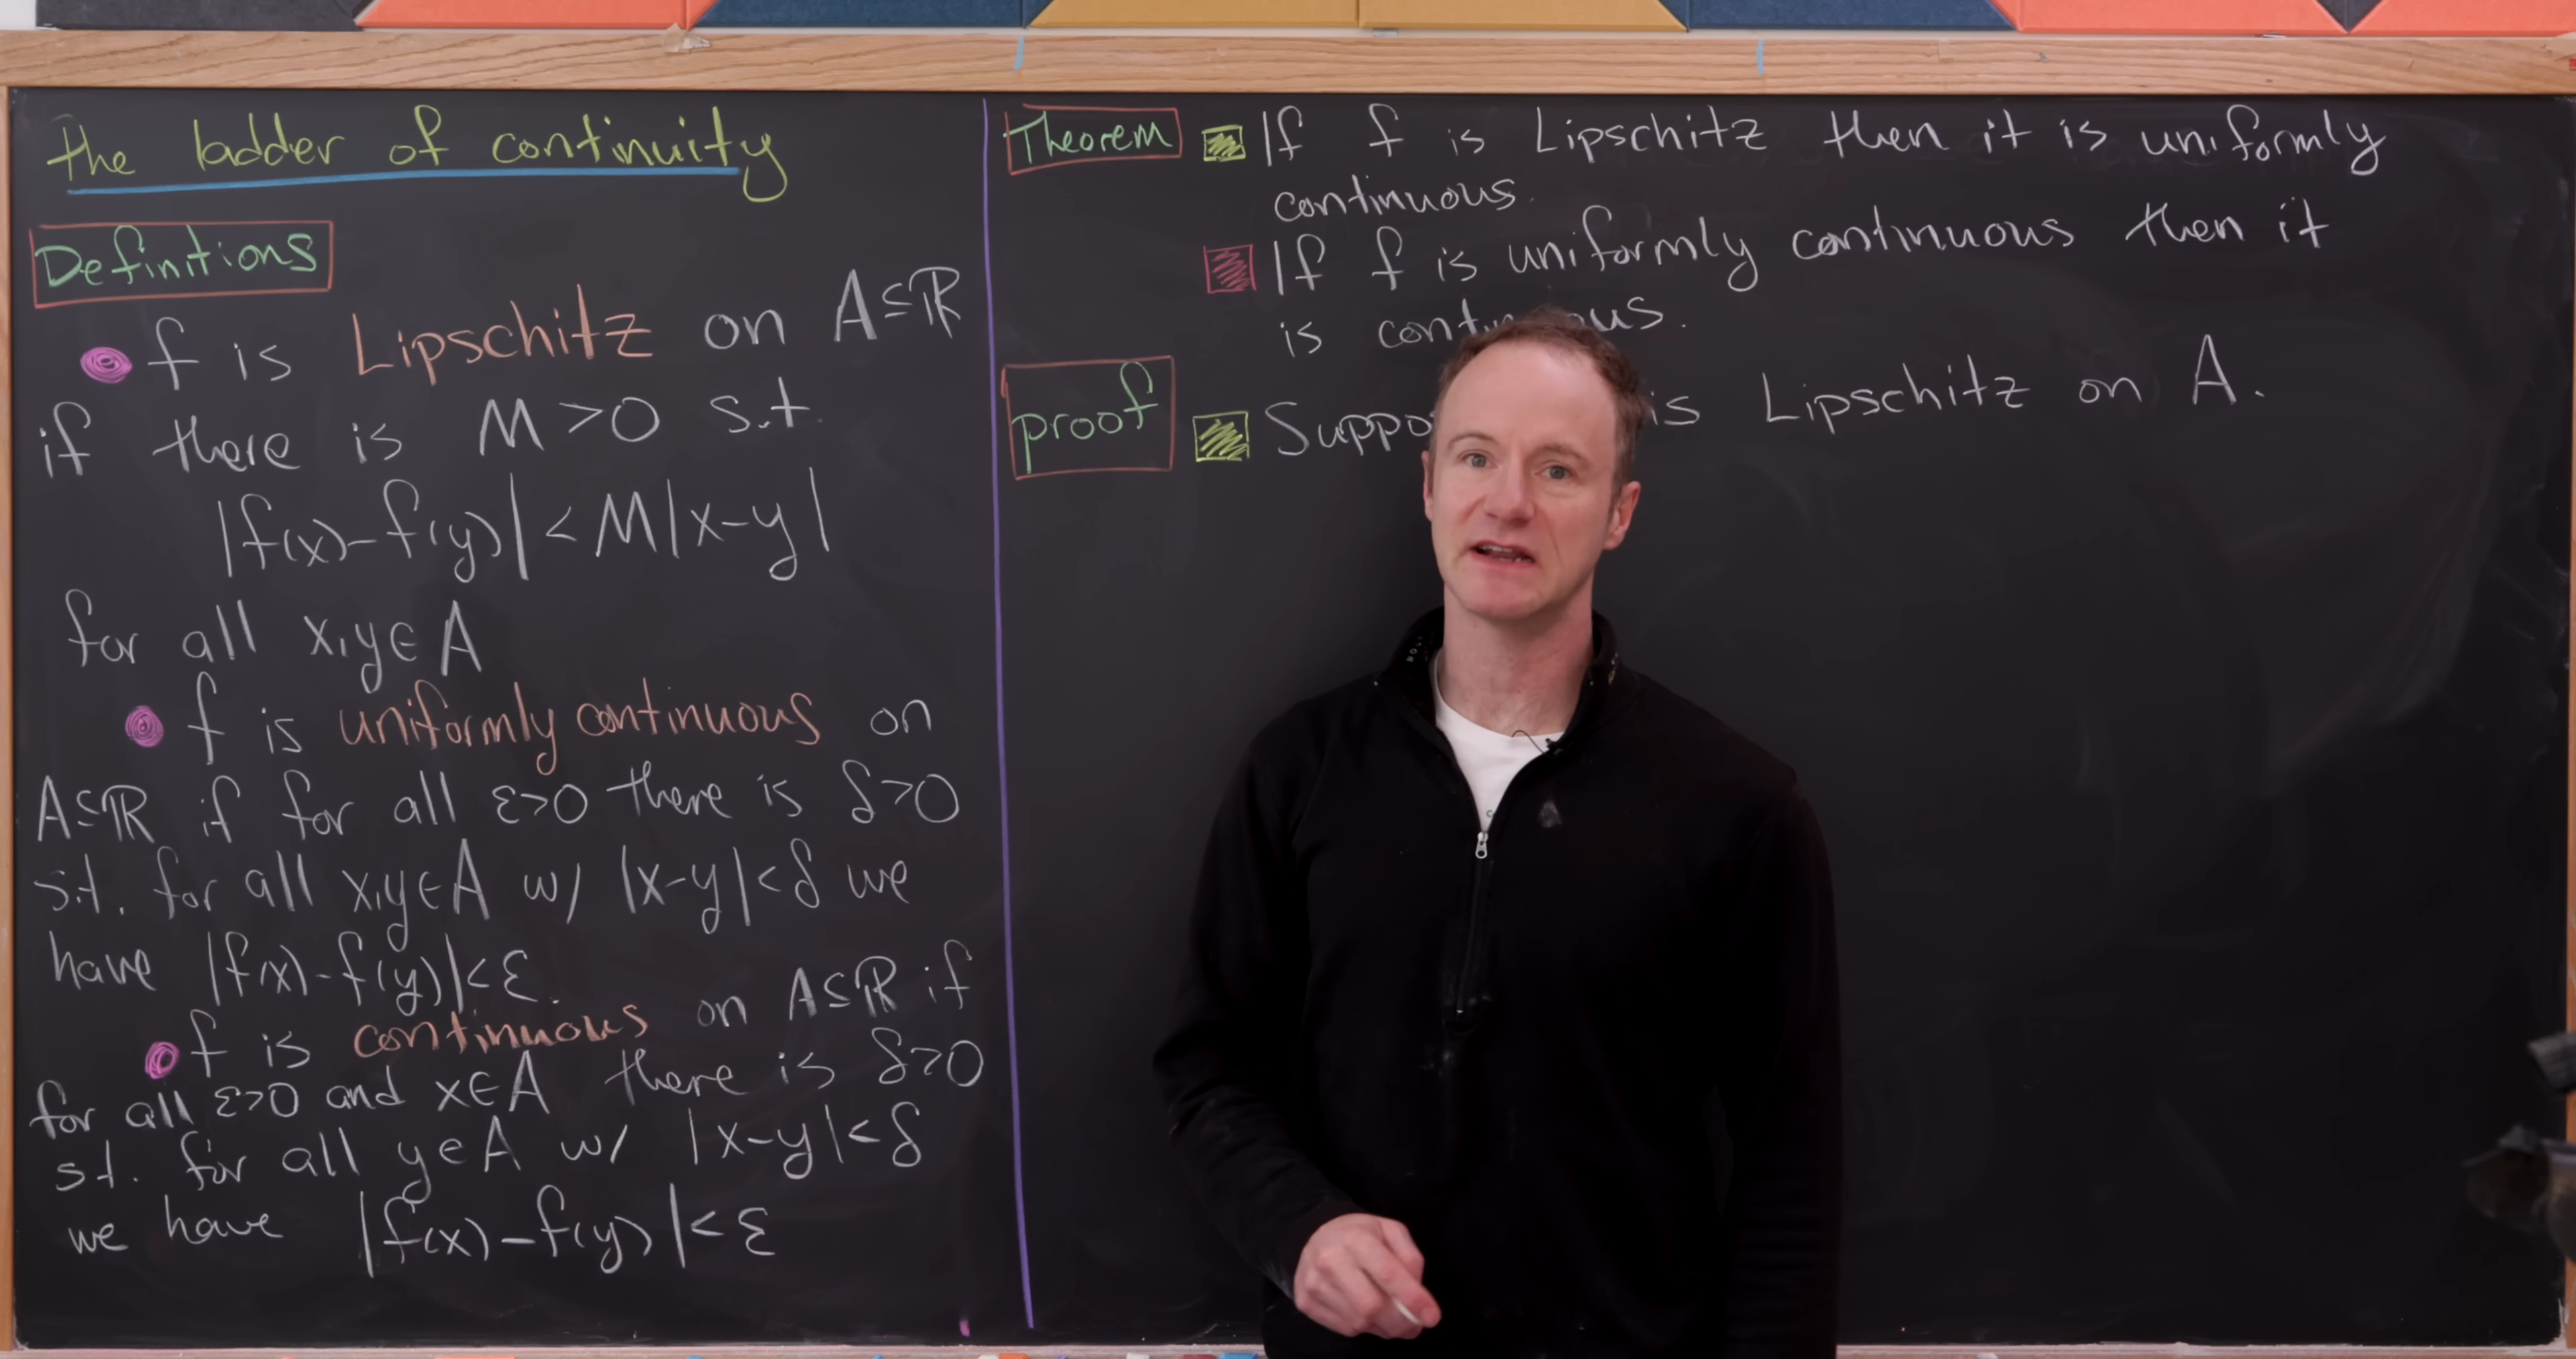 the ladder of continuity
Definitions
f is Lipschitz on A⊆ℝ
if there is M>0 s.t.
|f(x)-f(y)|<M|x-y|
for all x,y∈A
f is uniformly continuous on
A⊆ℝ if for all ε>0 there is δ>0
s.t. for all x,y∈A w/ |x-y|<δ we
have |f(x)-f(y)|<ε.
f is continuous on A⊆ℝ if
for all ε>0 and x∈A there is δ>0
s.t. for all y∈A w/ |x-y|<δ
we have |f(x)-f(y)|<ε
Theorem If f is Lipschitz then it is uniformly
continuous.
If f is uniformly continuous then it
is continuous.
proof Suppo is Lipschitz on A.